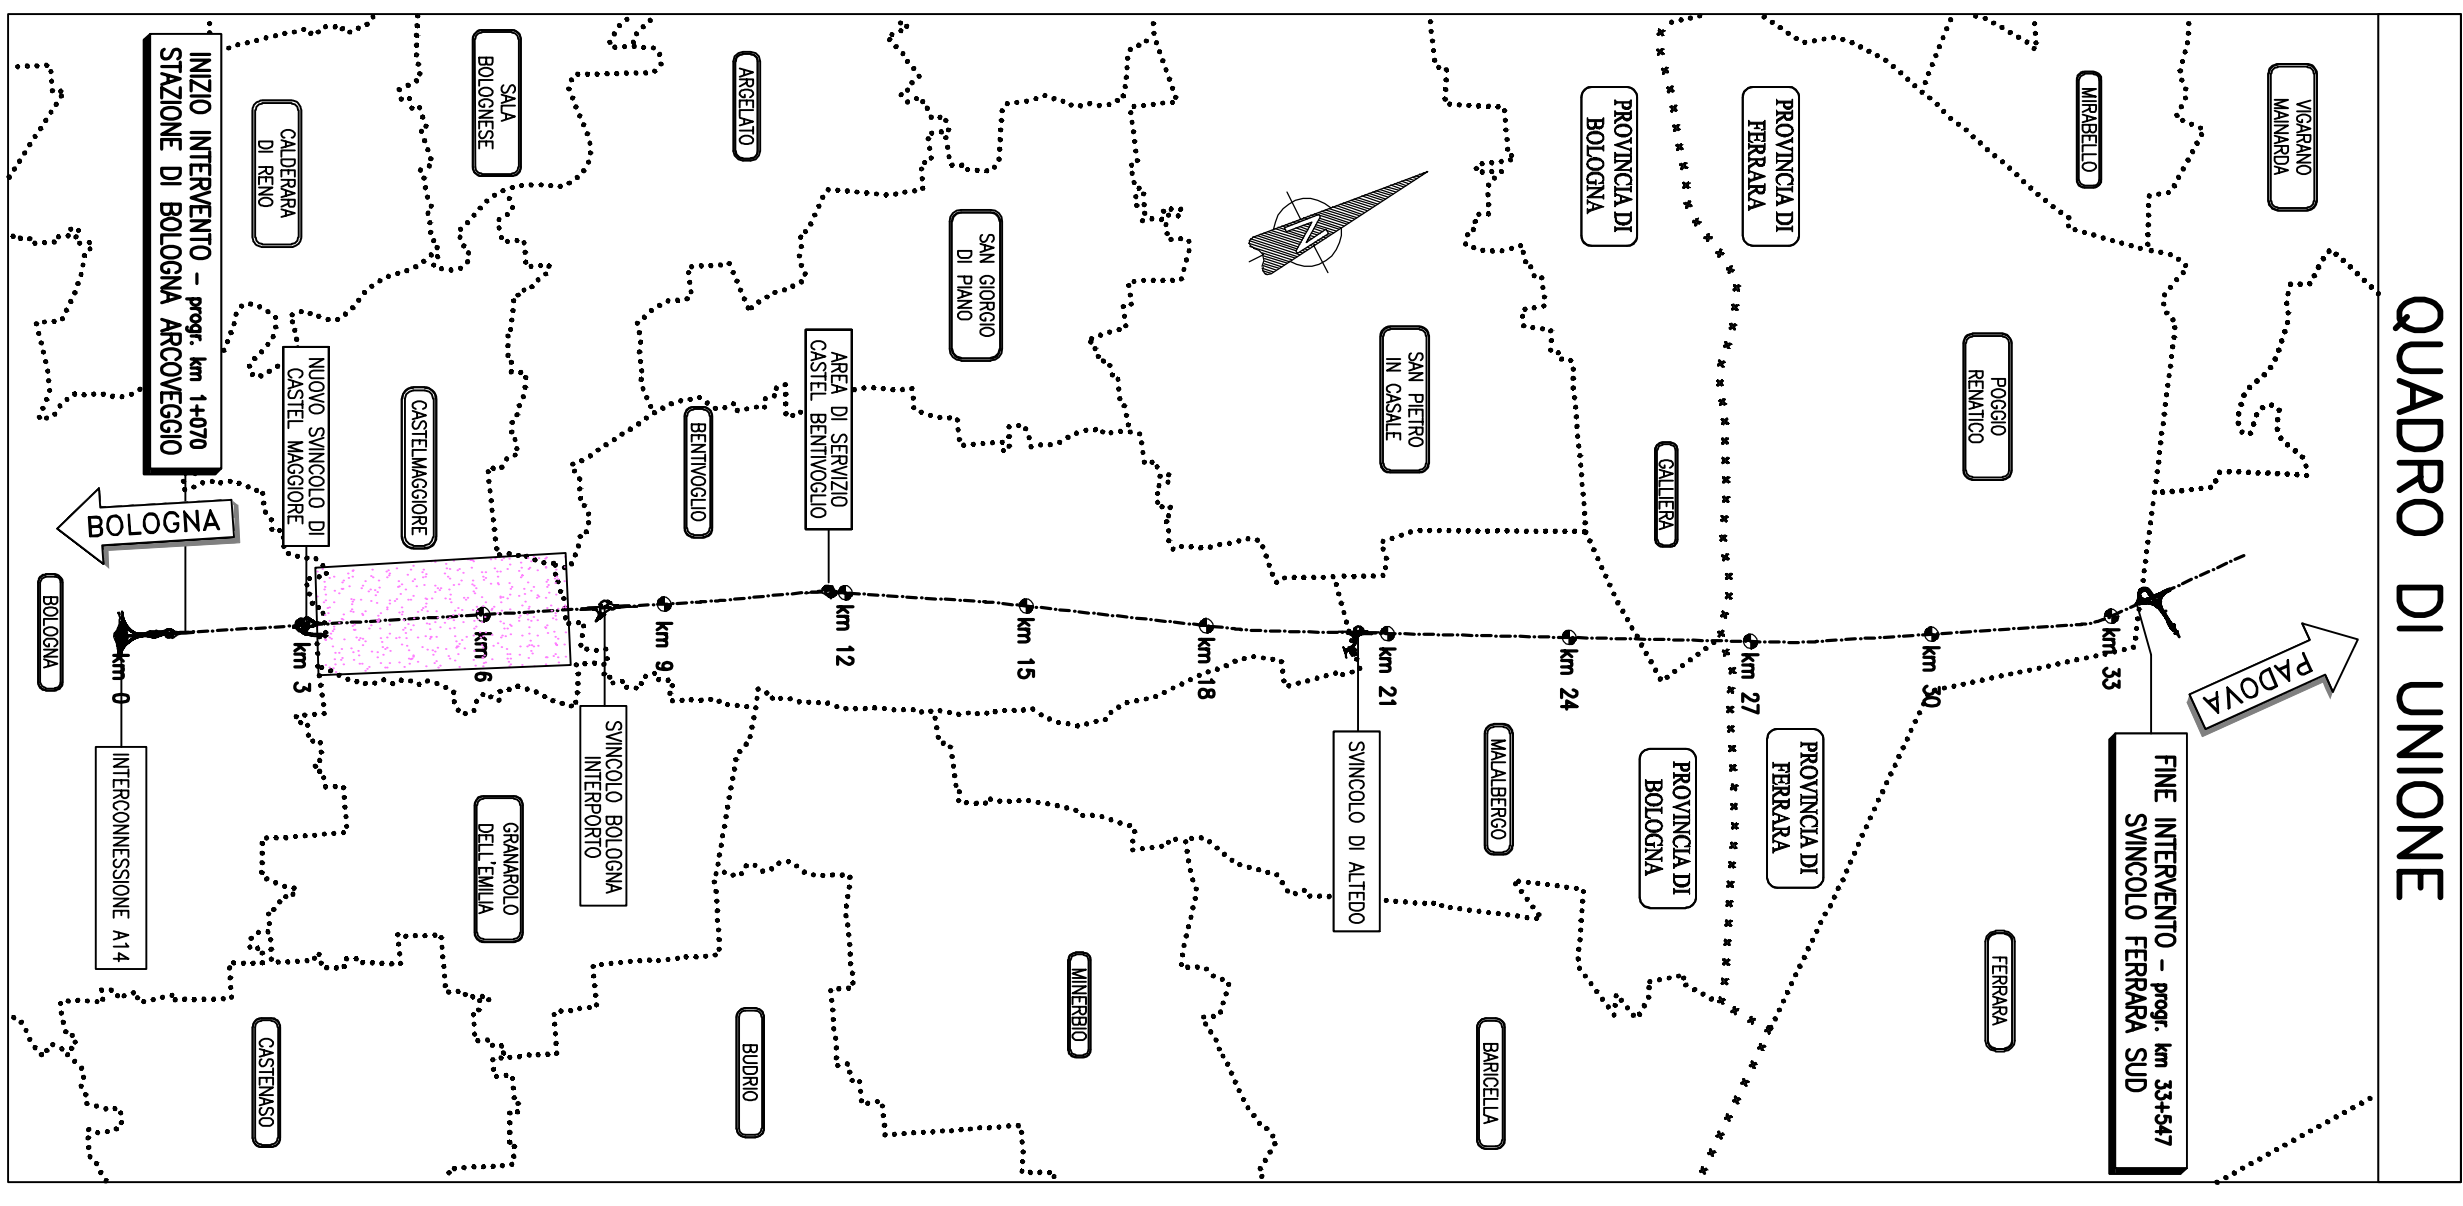 QUADRO DI UNIONE
VIGARANO
MAINARDA
MIRABELLO
PROVINCIA DI
FERRARA
PROVINCIA DI
BOLOGNA
ARGELATO
SALA
BOLOGNESE
CALDERARA
DI RENO
INIZIO INTERVENTO - progr. km 1+070
STAZIONE DI BOLOGNA ARCOVEGGIO
N
SAN GIORGIO
DI PIANO
POGGIO
RENATICO
GALLIERA
SAN PIETRO
IN CASALE
AREA DI SERVIZIO
CASTEL BENTIVOGLIO
BENTIVOGLIO
CASTELMAGGIORE
NUOVO SVINCOLO DI
CASTEL MAGGIORE
BOLOGNA
BOLOGNA
km 0
km 3
km 6
km 9
km 12
km 15
km 18
km 21
km 24
km 27
km 30
km 33
PADOVA
FINE INTERVENTO - progr. km 33+547
SVINCOLO FERRARA SUD
PROVINCIA DI
FERRARA
PROVINCIA DI
BOLOGNA
MALALBERGO
SVINCOLO DI ALTEDO
SVINCOLO BOLOGNA
INTERPORTO
GRANAROLO
DELL'EMILIA
INTERCONNESSIONE A14
FERRARA
BARICELLA
MINERBIO
BUDRIO
CASTENASO